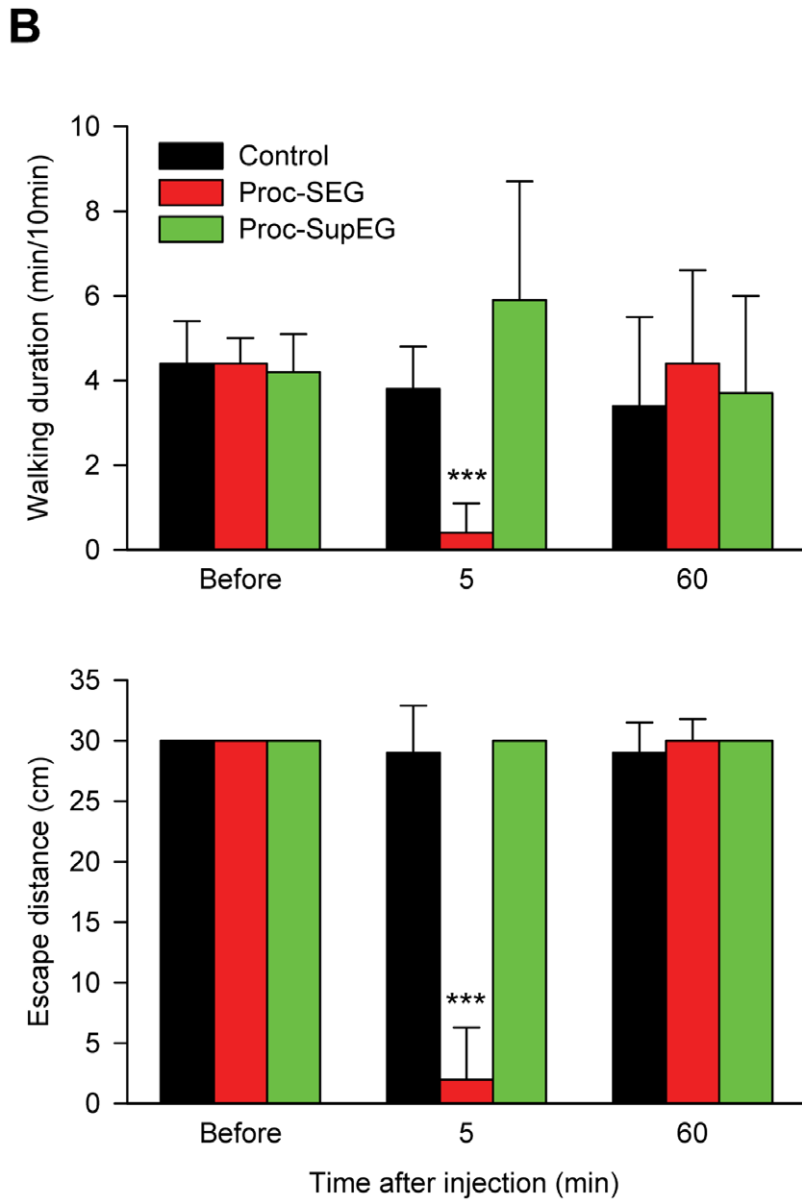 B
Walking duration (min/10min)
10
8
6
4
2
0
Control
Proc-SEG
Proc-SupEG
***
Before
5
60
Escape distance (cm)
35
30
25
20
15
10
5
0
***
Before
5
60
Time after injection (min)